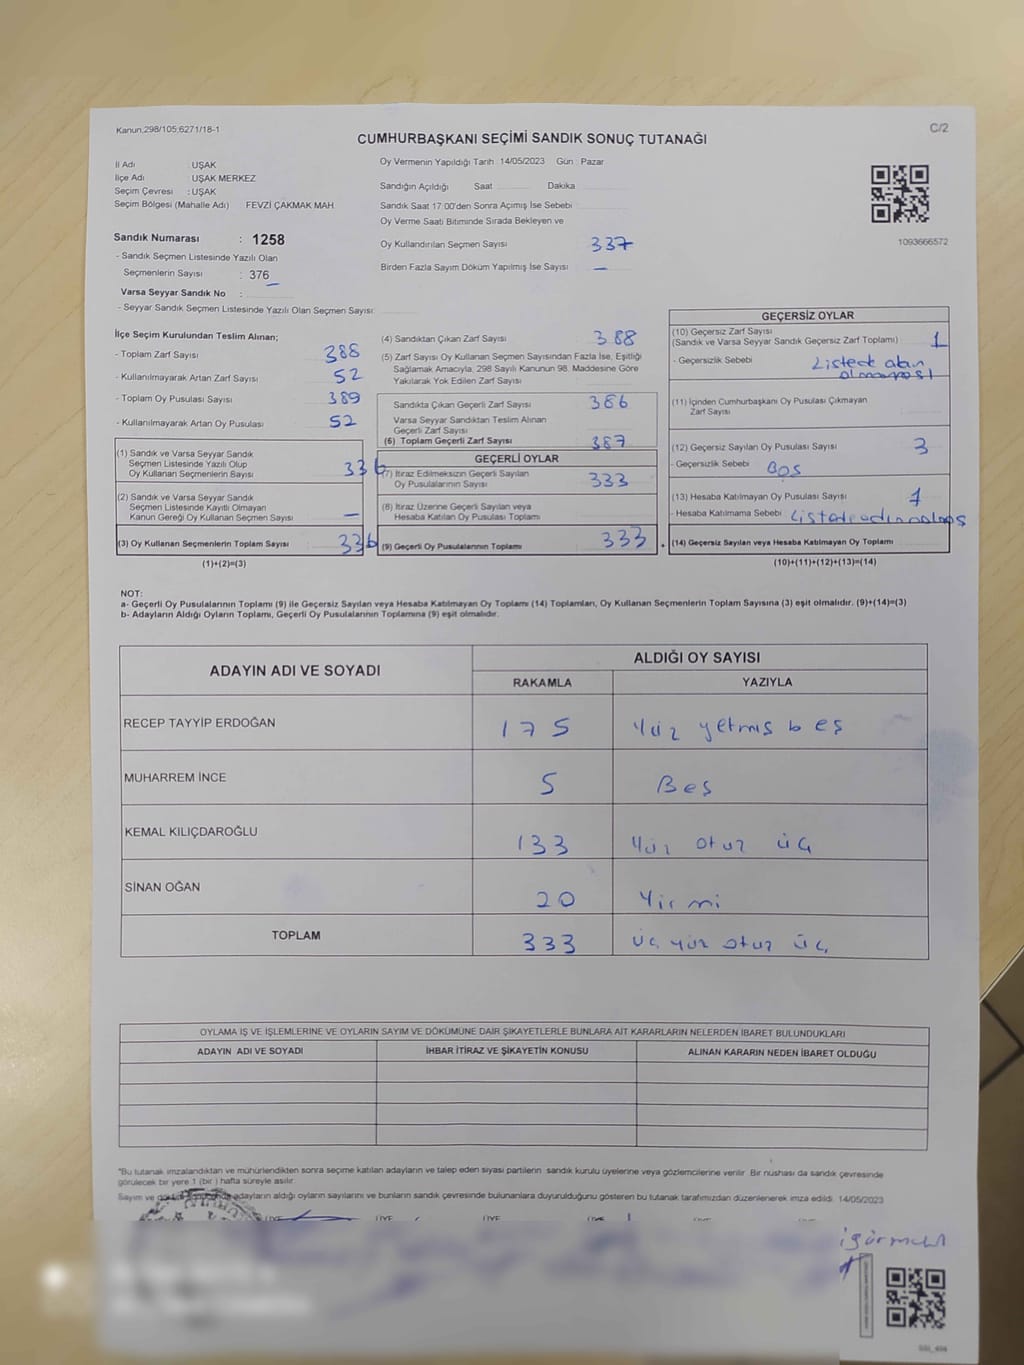 Kanun;298/105;6271/18-1
C/2
CUMHURBAŞKANI SEÇİMİ SANDIK SONUÇ TUTANAĞI
İl Adı : UŞAK
İlçe Adı : UŞAK MERKEZ
Seçim Çevresi : UŞAK
Seçim Bölgesi (Mahalle Adı) : FEVZİ ÇAKMAK MAH.
Sandık Numarası : 1258
- Sandık Seçmen Listesinde Yazılı Olan
Seçmenlerin Sayısı : 376
Varsa Seyyar Sandık No :
- Seyyar Sandık Seçmen Listesinde Yazılı Olan Seçmen Sayısı:
Oy Vermenin Yapıldığı Tarih :14/05/2023 Gün : Pazar
Sandığın Açıldığı Saat Dakika
Sandık Saat 17:00'den Sonra Açılmış İse Sebebi
Oy Verme Saati Bitiminde Sırada Bekleyen ve
Oy Kullandırılan Seçmen Sayısı 337
Birden Fazla Sayım Döküm Yapılmış İse Sayısı —
1093666572
İlçe Seçim Kurulundan Teslim Alınan;
- Toplam Zarf Sayısı 388
- Kullanılmayarak Artan Zarf Sayısı 52
- Toplam Oy Pusulası Sayısı 389
- Kullanılmayarak Artan Oy Pusulası 52
(1) Sandık ve Varsa Seyyar Sandık
Seçmen Listesinde Yazılı Olup
Oy Kullanan Seçmenlerin Sayısı 336
(2) Sandık ve Varsa Seyyar Sandık
Seçmen Listesinde Kayıtlı Olmayan
Kanun Gereği Oy Kullanan Seçmen Sayısı —
(3) Oy Kullanan Seçmenlerin Toplam Sayısı 336
(1)+(2)=(3)
(4) Sandıktan Çıkan Zarf Sayısı 388
(5) Zarf Sayısı Oy Kullanan Seçmen Sayısından Fazla İse, Eşitliği
Sağlamak Amacıyla, 298 Sayılı Kanunun 98. Maddesine Göre
Yakılarak Yok Edilen Zarf Sayısı
Sandıkta Çıkan Geçerli Zarf Sayısı 386
Varsa Seyyar Sandıktan Teslim Alınan
Geçerli Zarf Sayısı
(6) Toplam Geçerli Zarf Sayısı 387
GEÇERLİ OYLAR
(7) İtiraz Edilmeksizin Geçerli Sayılan
Oy Pusulalarının Sayısı 333
(8) İtiraz Üzerine Geçerli Sayılan veya
Hesaba Katılan Oy Pusulası Toplamı
(9) Geçerli Oy Pusulalarının Toplamı 333
GEÇERSİZ OYLAR
(10) Geçersiz Zarf Sayısı
(Sandık ve Varsa Seyyar Sandık Geçersiz Zarf Toplamı) 1
- Geçersizlik Sebebi
(11) İçinden Cumhurbaşkanı Oy Pusulası Çıkmayan
Zarf Sayısı
(12) Geçersiz Sayılan Oy Pusulası Sayısı 3
- Geçersizlik Sebebi Boş
(13) Hesaba Katılmayan Oy Pusulası Sayısı 1
- Hesaba Katılmama Sebebi
(14) Geçersiz Sayılan veya Hesaba Katılmayan Oy Toplamı
(10)+(11)+(12)+(13)=(14)
NOT:
a- Geçerli Oy Pusulalarının Toplamı (9) ile Geçersiz Sayılan veya Hesaba Katılmayan Oy Toplamı (14) Toplamları, Oy Kullanan Seçmenlerin Toplam Sayısına (3) eşit olmalıdır. (9)+(14)=(3)
b- Adayların Aldığı Oyların Toplamı, Geçerli Oy Pusulalarının Toplamına (9) eşit olmalıdır.
ADAYIN ADI VE SOYADI ALDIĞI OY SAYISI
RAKAMLA YAZIYLA
RECEP TAYYİP ERDOĞAN 175 Yüz yetmiş beş
MUHARREM İNCE 5 Beş
KEMAL KILIÇDAROĞLU 133 Yüz otuz üç
SİNAN OĞAN 20 Yirmi
TOPLAM 333 Üç yüz otuz üç
OYLAMA İŞ VE İŞLEMLERİNE VE OYLARIN SAYIM VE DÖKÜMÜNE DAİR ŞİKAYETLERLE BUNLARA AİT KARARLARIN NELERDEN İBARET BULUNDUKLARI
ADAYIN ADI VE SOYADI İHBAR İTİRAZ VE ŞİKAYETİN KONUSU ALINAN KARARIN NEDEN İBARET OLDUĞU
*Bu tutanak imzalandıktan ve mühürlendikten sonra seçime katılan adayların ve talep eden siyasi partilerin sandık kurulu üyelerine veya gözlemcilerine verilir. Bir nüshası da sandık çevresinde
görülecek bir yere 1 (bir ) hafta süreyle asılır.
Sayım ve döküm sonucunda adayların aldığı oyların sayılarını ve bunların sandık çevresinde bulunanlara duyurulduğunu gösteren bu tutanak tarafımızdan düzenlenerek imza edildi. 14/05/2023
ÜYE ÜYE ÜYE ÜYE ÜYE